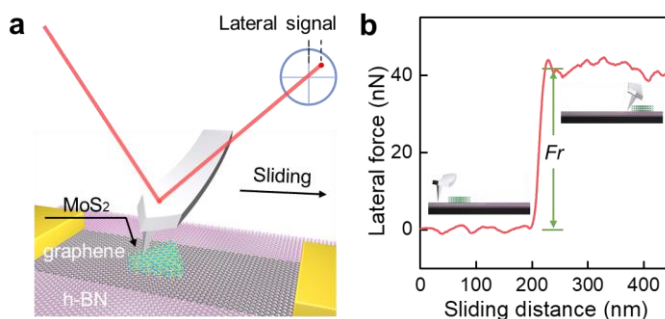 a
Lateral signal
Sliding
MoS₂
graphene
h-BN
b
Lateral force (nN)
40
20
0
Fr
0 100 200 300 400
Sliding distance (nm)